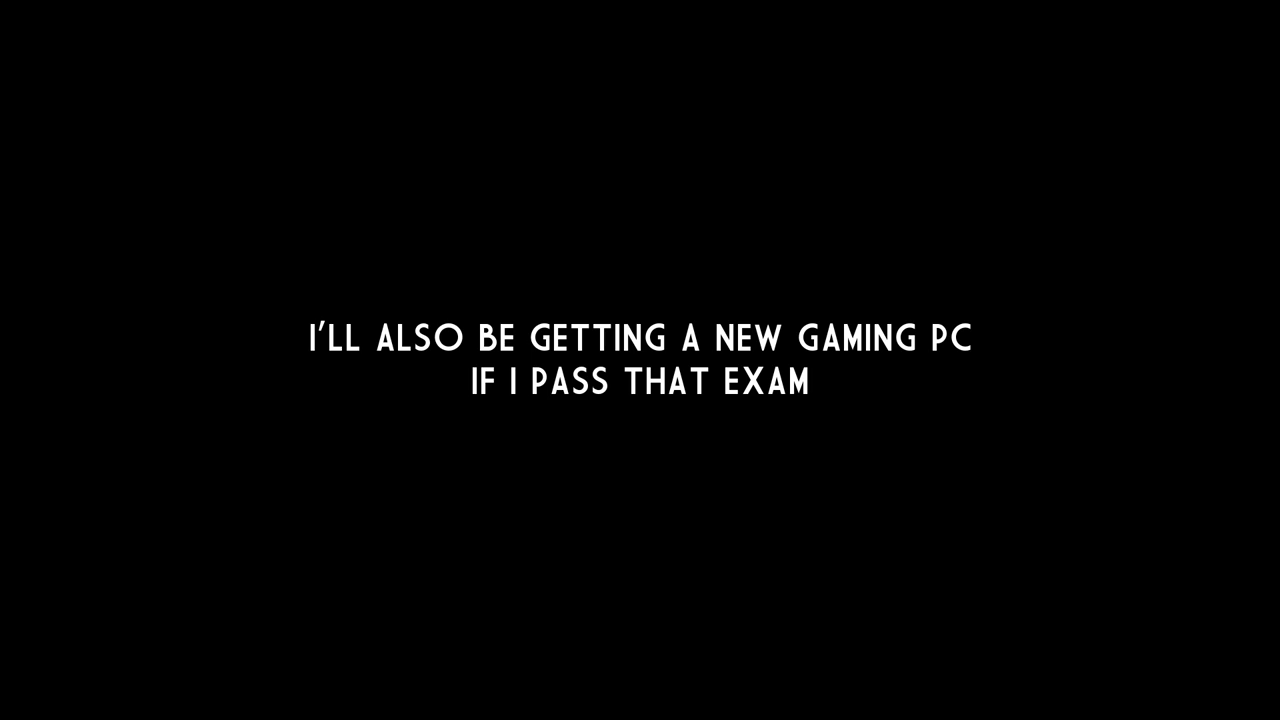 I'LL ALSO BE GETTING A NEW GAMING PC
IF I PASS THAT EXAM